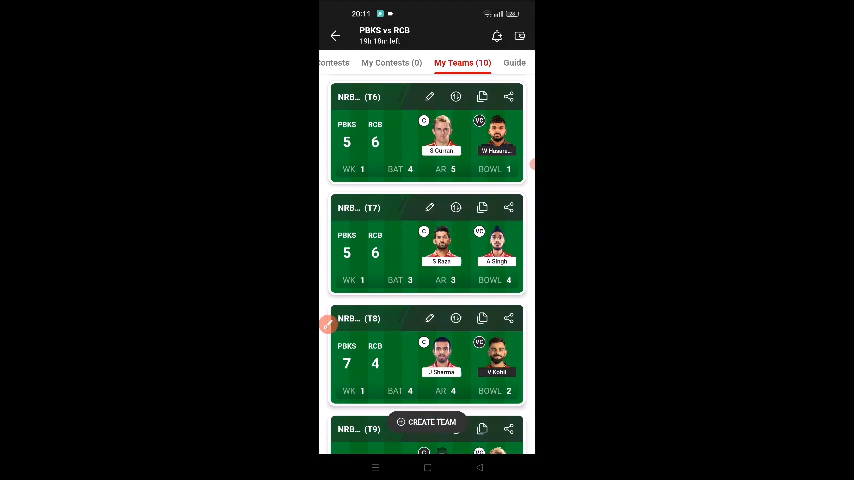 20:11
PBKS vs RCB
19h 18m left
ontests My Contests (0) My Teams (10) Guide
NRB... (T6)
PBKS RCB C VC
5 6
S Curran W Hasara...
WK 1 BAT 4 AR 5 BOWL 1
NRB... (T7)
PBKS RCB C VC
5 6
S Raza A Singh
WK 1 BAT 3 AR 3 BOWL 4
NRB... (T8)
PBKS RCB C VC
7 4
J Sharma V Kohli
WK 1 BAT 4 AR 4 BOWL 2
CREATE TEAM
NRB... (T9)